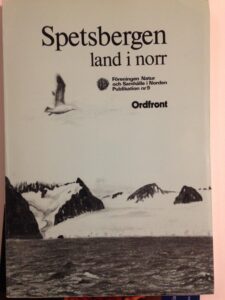 Spetsbergen
land i norr
Föreningen Natur
och Samhälle i Norden
Publikation nr 9
Ordfront